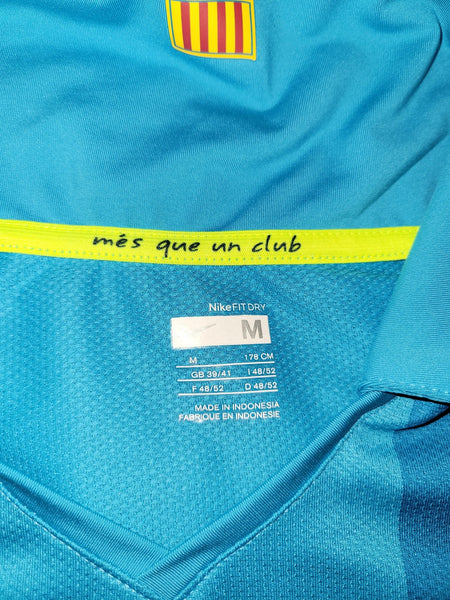 més que un club
NikeFIT DRY
M
M 178 CM
GB 39/41 I 48/52
F 48/52 D 48/52
MADE IN INDONESIA
FABRIQUE EN INDONESIE